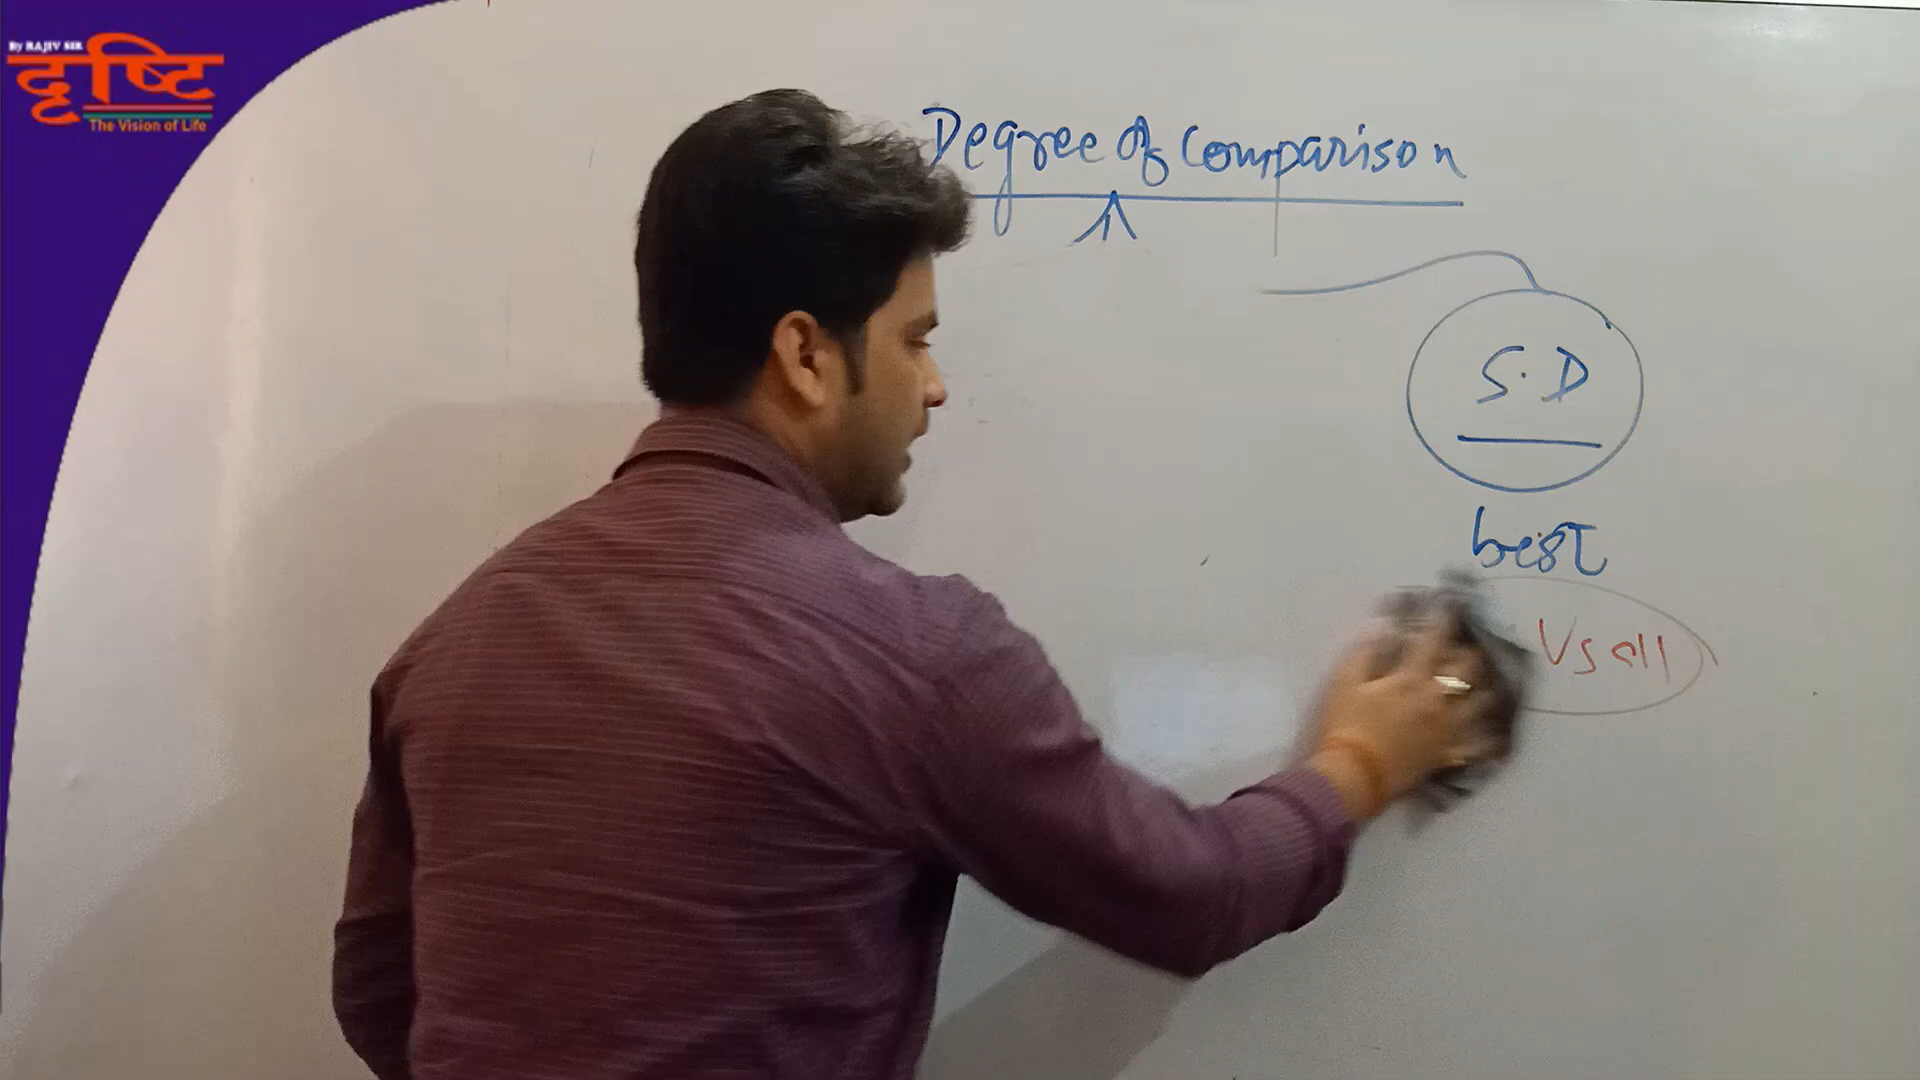 By RAJIV SIR
दृष्टि
The Vision of Life
Degree of Comparison
S.D
best
Vs all